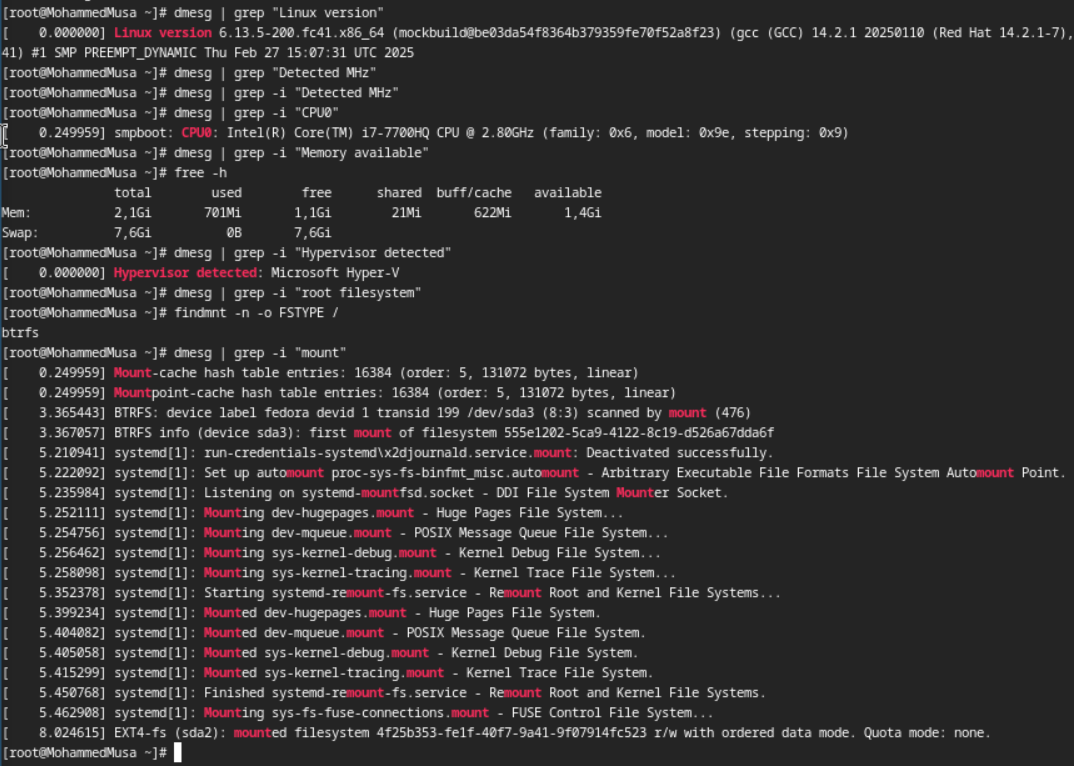 [root@MohammedMusa ~]# dmesg | grep "Linux version"
[    0.000000] Linux version 6.13.5-200.fc41.x86_64 (mockbuild@be03da54f8364b379359fe70f52a8f23) (gcc (GCC) 14.2.1 20250110 (Red Hat 14.2.1-7),
41) #1 SMP PREEMPT_DYNAMIC Thu Feb 27 15:07:31 UTC 2025
[root@MohammedMusa ~]# dmesg | grep "Detected MHz"
[root@MohammedMusa ~]# dmesg | grep -i "Detected MHz"
[root@MohammedMusa ~]# dmesg | grep -i "CPU0"
[    0.249959] smpboot: CPU0: Intel(R) Core(TM) i7-7700HQ CPU @ 2.80GHz (family: 0x6, model: 0x9e, stepping: 0x9)
[root@MohammedMusa ~]# dmesg | grep -i "Memory available"
[root@MohammedMusa ~]# free -h
               total        used        free      shared  buff/cache   available
Mem:           2,1Gi       701Mi       1,1Gi        21Mi       622Mi       1,4Gi
Swap:          7,6Gi          0B       7,6Gi
[root@MohammedMusa ~]# dmesg | grep -i "Hypervisor detected"
[    0.000000] Hypervisor detected: Microsoft Hyper-V
[root@MohammedMusa ~]# dmesg | grep -i "root filesystem"
[root@MohammedMusa ~]# findmnt -n -o FSTYPE /
btrfs
[root@MohammedMusa ~]# dmesg | grep -i "mount"
[    0.249959] Mount-cache hash table entries: 16384 (order: 5, 131072 bytes, linear)
[    0.249959] Mountpoint-cache hash table entries: 16384 (order: 5, 131072 bytes, linear)
[    3.365443] BTRFS: device label fedora devid 1 transid 199 /dev/sda3 (8:3) scanned by mount (476)
[    3.367057] BTRFS info (device sda3): first mount of filesystem 555e1202-5ca9-4122-8c19-d526a67dda6f
[    5.210941] systemd[1]: run-credentials-systemd\x2djournald.service.mount: Deactivated successfully.
[    5.222092] systemd[1]: Set up automount proc-sys-fs-binfmt_misc.automount - Arbitrary Executable File Formats File System Automount Point.
[    5.235984] systemd[1]: Listening on systemd-mountfsd.socket - DDI File System Mounter Socket.
[    5.252111] systemd[1]: Mounting dev-hugepages.mount - Huge Pages File System...
[    5.254756] systemd[1]: Mounting dev-mqueue.mount - POSIX Message Queue File System...
[    5.256462] systemd[1]: Mounting sys-kernel-debug.mount - Kernel Debug File System...
[    5.258098] systemd[1]: Mounting sys-kernel-tracing.mount - Kernel Trace File System...
[    5.352378] systemd[1]: Starting systemd-remount-fs.service - Remount Root and Kernel File Systems...
[    5.399234] systemd[1]: Mounted dev-hugepages.mount - Huge Pages File System.
[    5.404082] systemd[1]: Mounted dev-mqueue.mount - POSIX Message Queue File System.
[    5.405058] systemd[1]: Mounted sys-kernel-debug.mount - Kernel Debug File System.
[    5.415299] systemd[1]: Mounted sys-kernel-tracing.mount - Kernel Trace File System.
[    5.450768] systemd[1]: Finished systemd-remount-fs.service - Remount Root and Kernel File Systems.
[    5.462908] systemd[1]: Mounting sys-fs-fuse-connections.mount - FUSE Control File System...
[    8.024615] EXT4-fs (sda2): mounted filesystem 4f25b353-fe1f-40f7-9a41-9f07914fc523 r/w with ordered data mode. Quota mode: none.
[root@MohammedMusa ~]#